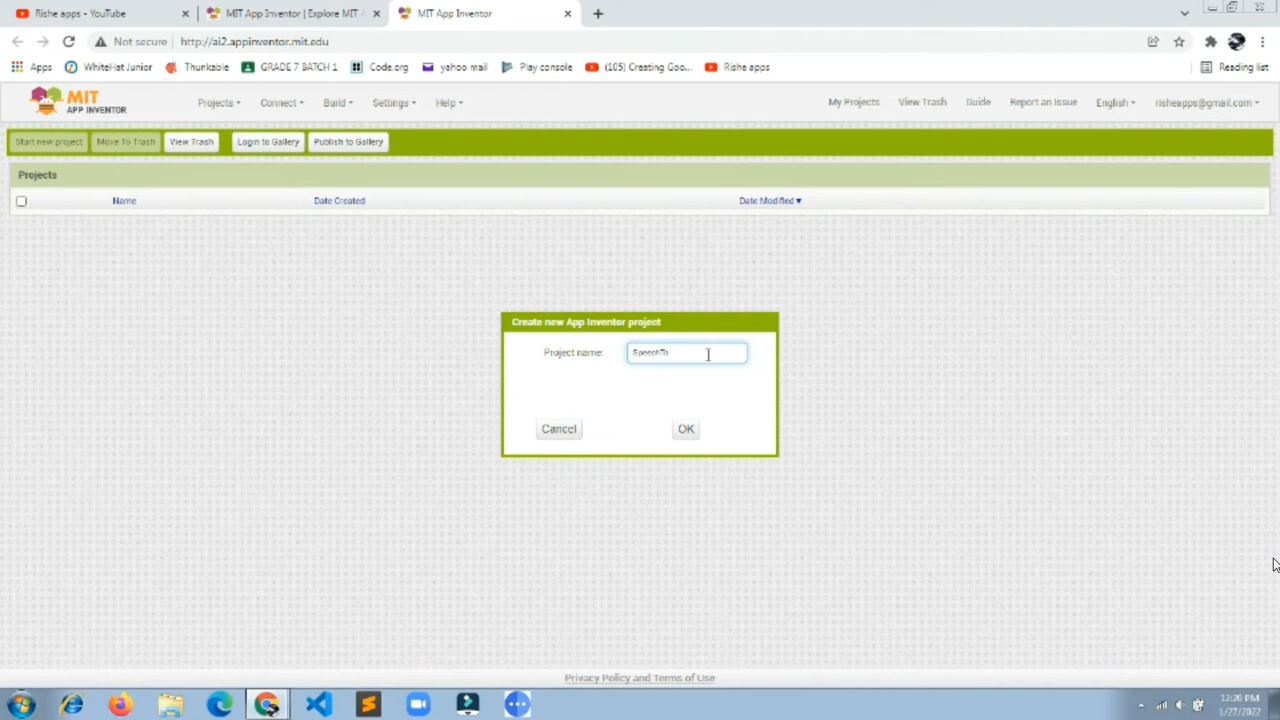 Rishe apps - YouTube
MIT App Inventor | Explore MIT
MIT App Inventor
Not secure
http://ai2.appinventor.mit.edu
Apps
WhiteHat Junior
Thunkable
GRADE 7 BATCH 1
Code.org
yahoo mail
Play console
(105) Creating Goo...
Rishe apps
Reading list
MIT
APP INVENTOR
Projects
Connect
Build
Settings
Help
My Projects
View Trash
Guide
Report an Issue
English
risheapps@gmail.com
Start new project
Move To Trash
View Trash
Login to Gallery
Publish to Gallery
Projects
Name
Date Created
Date Modified
Create new App Inventor project
Project name:
SpeechTo
Cancel
OK
Privacy Policy and Terms of Use
12:20 PM
1/27/2022